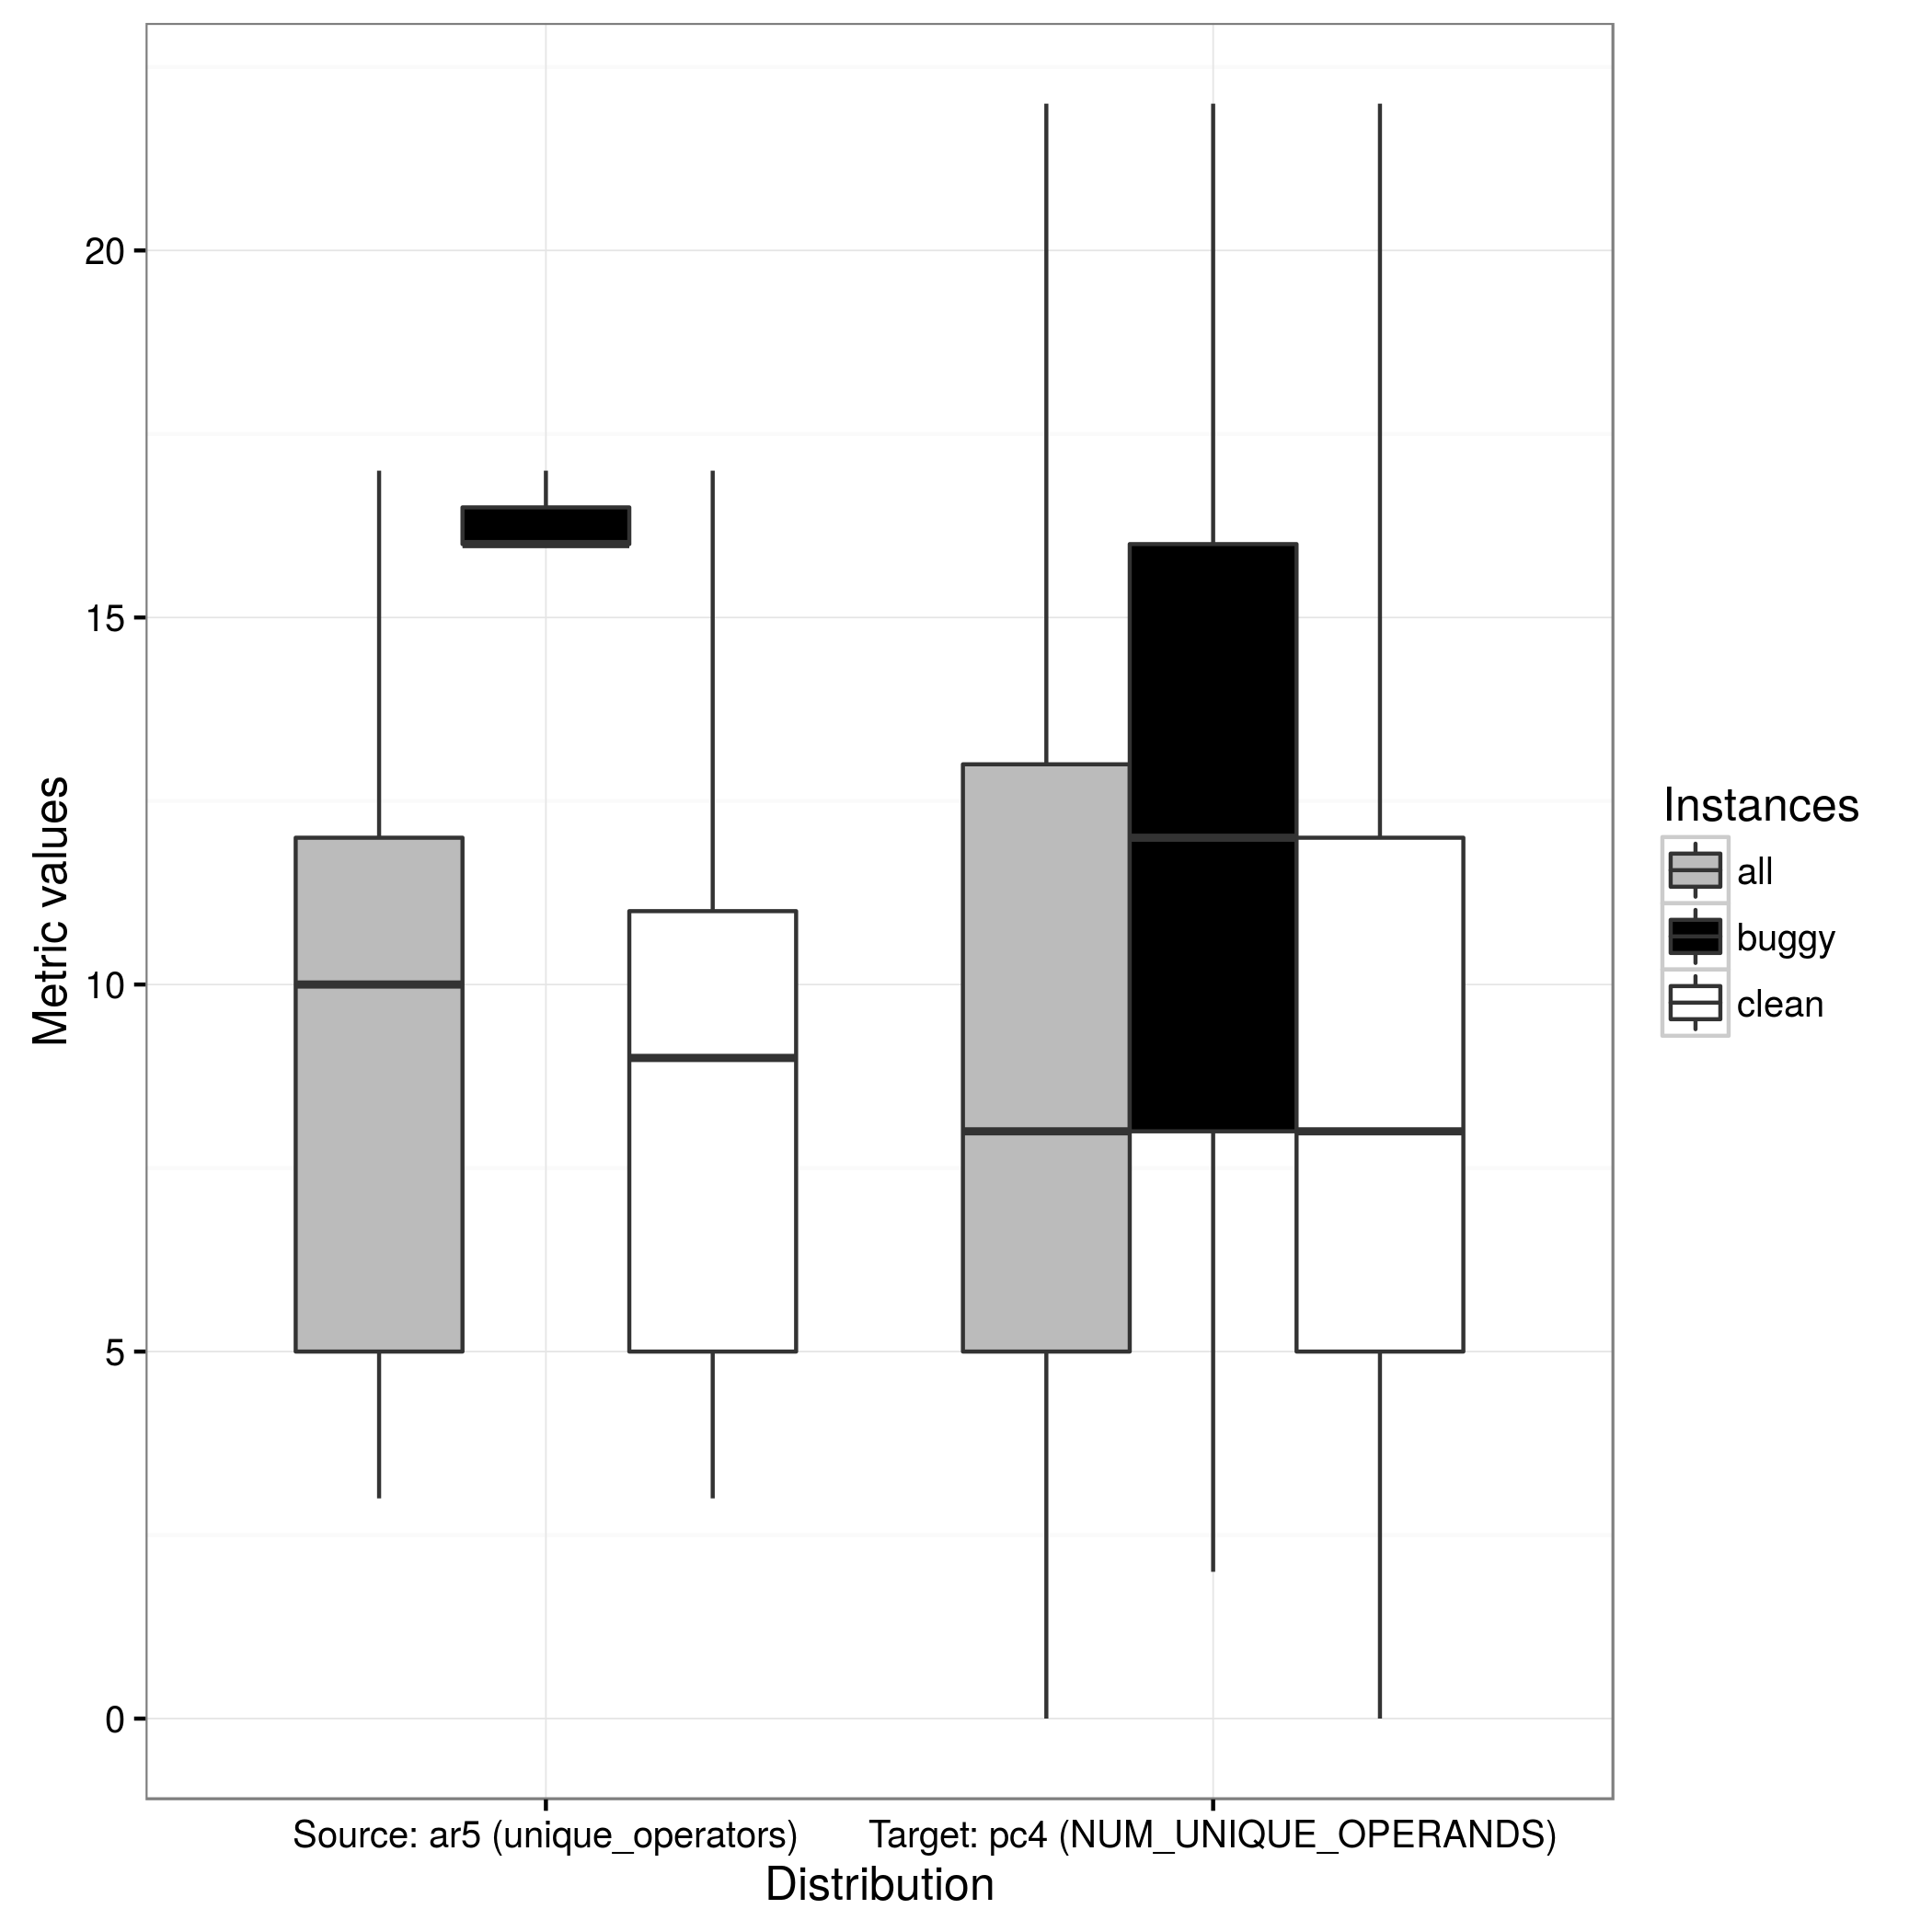 20
15
10
5
0
Metric values
Source: ar5 (unique_operators)
Target: pc4 (NUM_UNIQUE_OPERANDS)
Distribution
Instances
all
buggy
clean